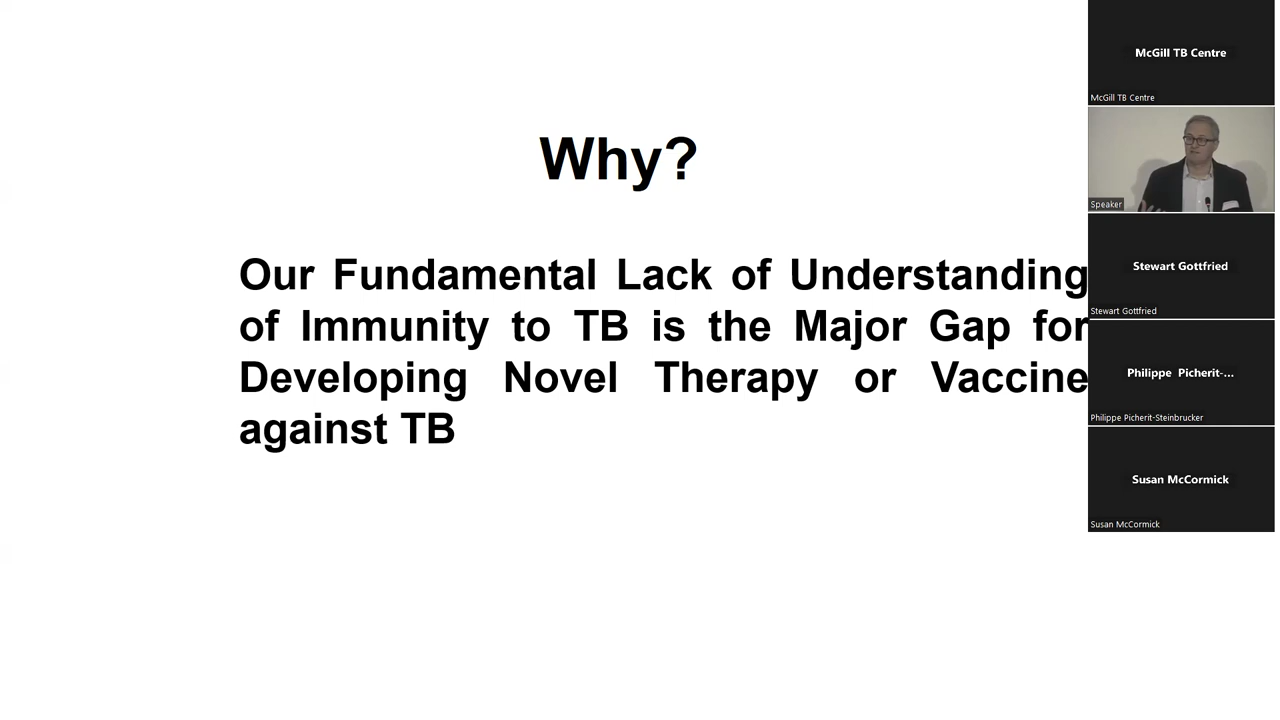 Why?
Our Fundamental Lack of Understanding
of Immunity to TB is the Major Gap for
Developing Novel Therapy or Vaccine
against TB
McGill TB Centre
McGill TB Centre
Speaker
Stewart Gottfried
Stewart Gottfried
Philippe Picherit-...
Philippe Picherit-Steinbrucker
Susan McCormick
Susan McCormick